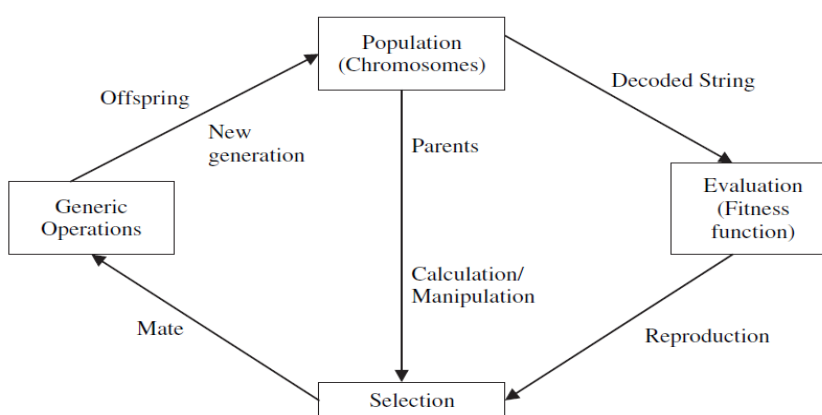 Population
(Chromosomes)
Offspring
Decoded String
New
generation
Parents
Generic
Operations
Evaluation
(Fitness
function)
Calculation/
Manipulation
Mate
Reproduction
Selection